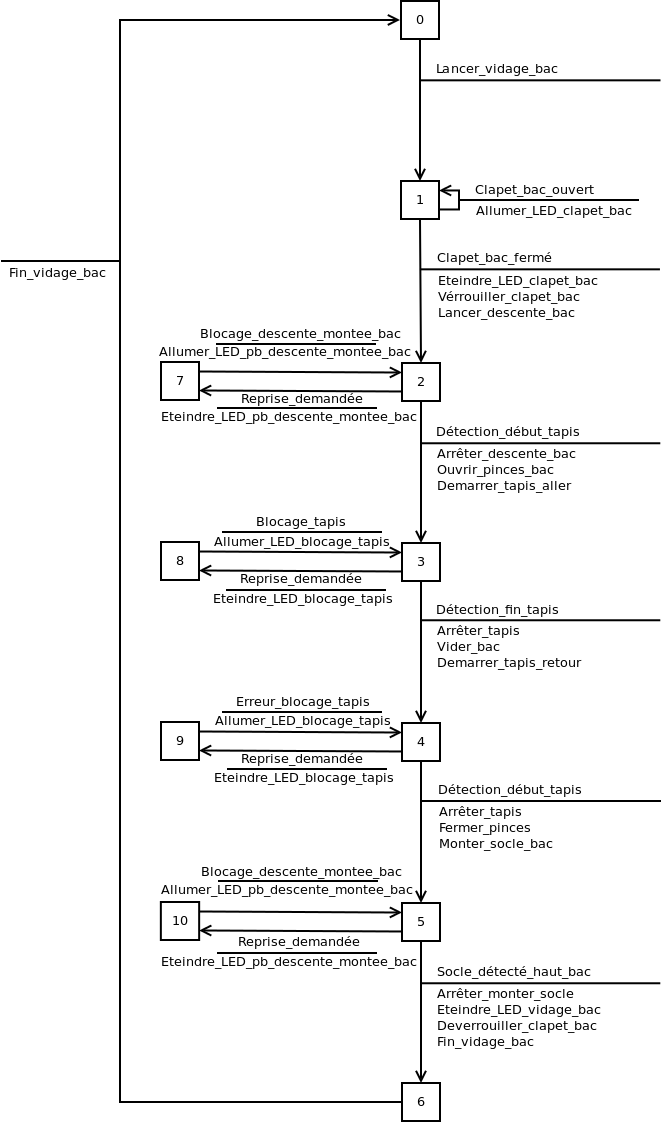 0
Lancer_vidage_bac
1
Clapet_bac_ouvert
Allumer_LED_clapet_bac
Clapet_bac_fermé
Fin_vidage_bac
Eteindre_LED_clapet_bac
Vérrouiller_clapet_bac
Lancer_descente_bac
Blocage_descente_montee_bac
Allumer_LED_pb_descente_montee_bac
7
2
Reprise_demandée
Eteindre_LED_pb_descente_montee_bac
Détection_début_tapis
Arrêter_descente_bac
Ouvrir_pinces_bac
Demarrer_tapis_aller
Blocage_tapis
Allumer_LED_blocage_tapis
8
3
Reprise_demandée
Eteindre_LED_blocage_tapis
Détection_fin_tapis
Arrêter_tapis
Vider_bac
Demarrer_tapis_retour
Erreur_blocage_tapis
Allumer_LED_blocage_tapis
9
4
Reprise_demandée
Eteindre_LED_blocage_tapis
Détection_début_tapis
Arrêter_tapis
Fermer_pinces
Monter_socle_bac
Blocage_descente_montee_bac
Allumer_LED_pb_descente_montee_bac
10
5
Reprise_demandée
Eteindre_LED_pb_descente_montee_bac
Socle_détecté_haut_bac
Arrêter_monter_socle
Eteindre_LED_vidage_bac
Deverrouiller_clapet_bac
Fin_vidage_bac
6